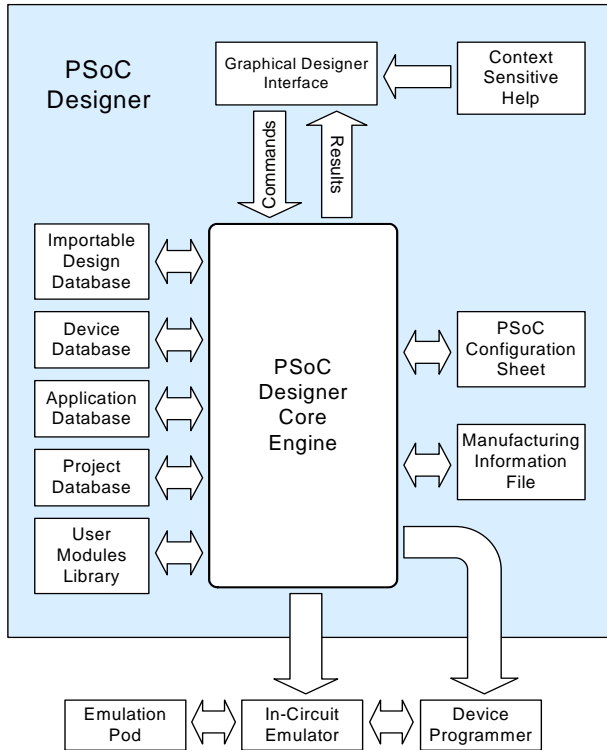 PSoC
Designer
Graphical Designer
Interface
Context
Sensitive
Help
Commands
Results
Importable
Design
Database
Device
Database
Application
Database
Project
Database
User
Modules
Library
PSoC
Designer
Core
Engine
PSoC
Configuration
Sheet
Manufacturing
Information
File
Emulation
Pod
In-Circuit
Emulator
Device
Programmer